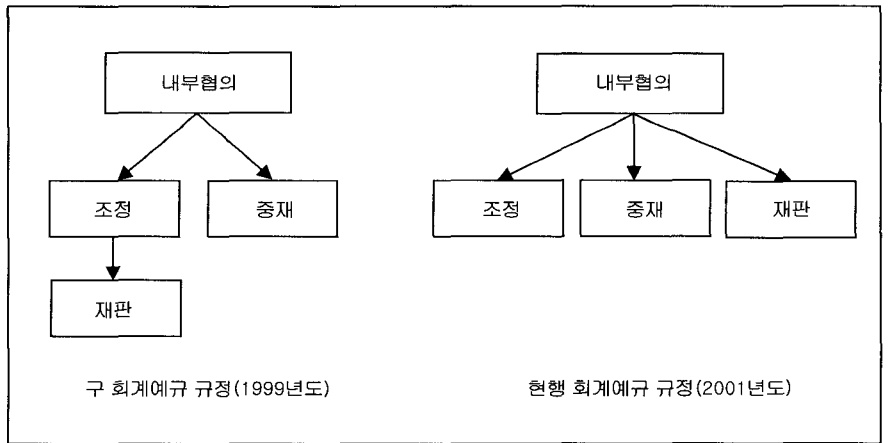 내부협의
조정
중재
재판
구 회계예규 규정(1999년도)
내부협의
조정
중재
재판
현행 회계예규 규정(2001년도)